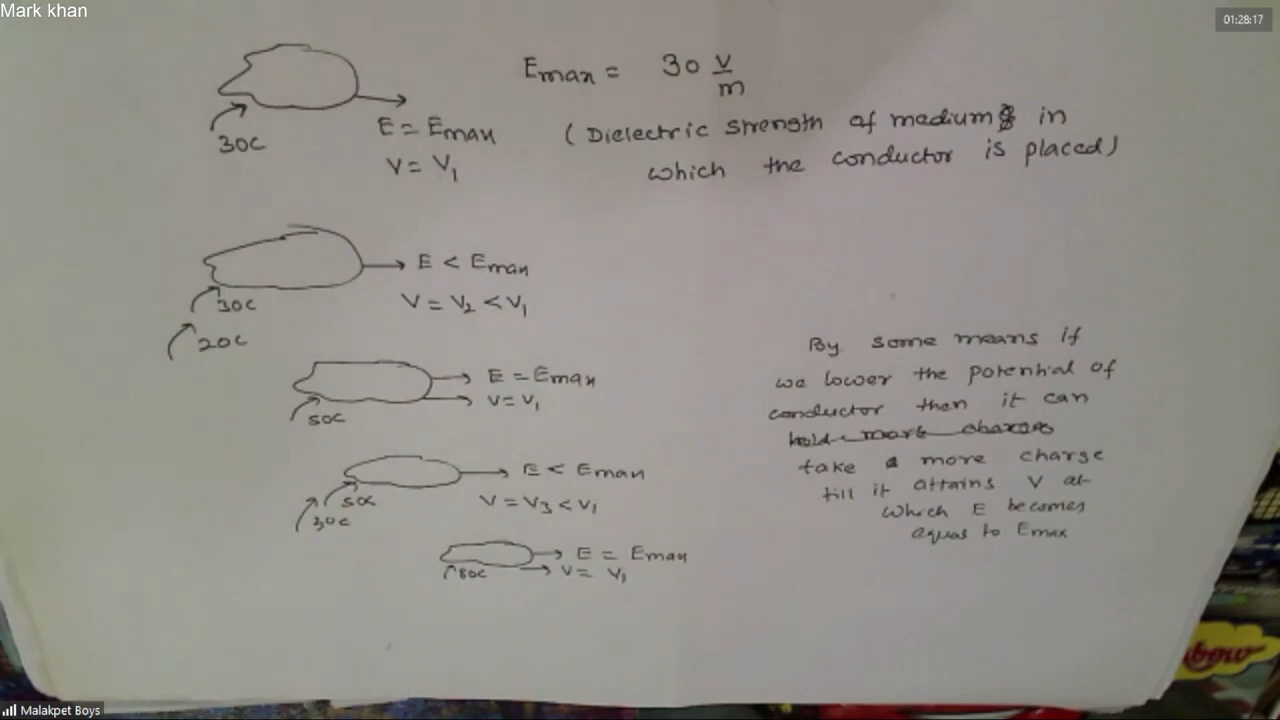 Mark khan
01:28:17
30C
E = Emax
V = V1
Emax = 30 V/m
( Dielectric strength of medium in
which the conductor is placed)
E < Emax
V = V2 < V1
30C
20C
E = Emax
V = V1
50C
E < Emax
V = V3 < V1
50C
30C
E = Emax
V = V1
80C
By some means if
we lower the potential of
conductor then it can
hold more charges
take a more charge
till it attains V at
which E becomes
equal to Emax
bow
Malakpet Boys